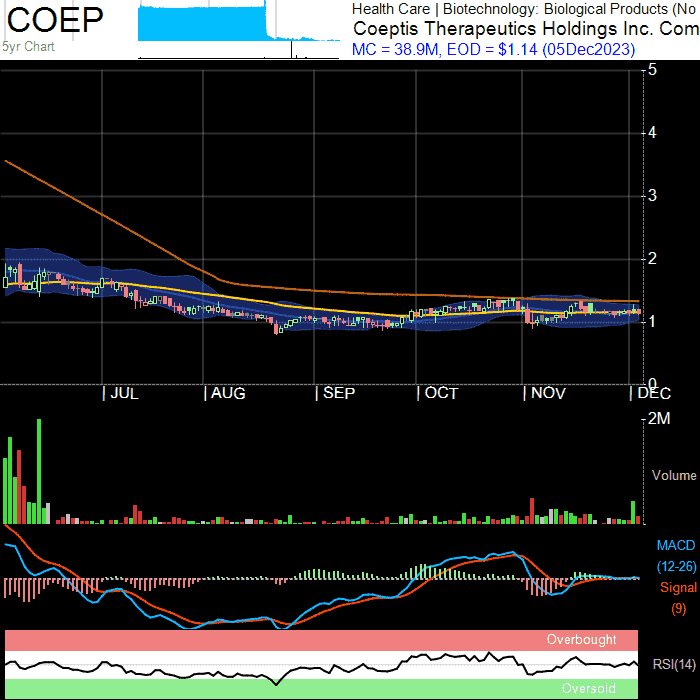 COEP
5yr Chart
Health Care | Biotechnology: Biological Products (No
Coeptis Therapeutics Holdings Inc. Com
MC = 38.9M, EOD = $1.14 (05Dec2023)
5
4
3
2
1
0
JUL AUG SEP OCT NOV DEC
2M
Volume
MACD
(12-26)
Signal
(9)
Overbought
RSI(14)
Oversold